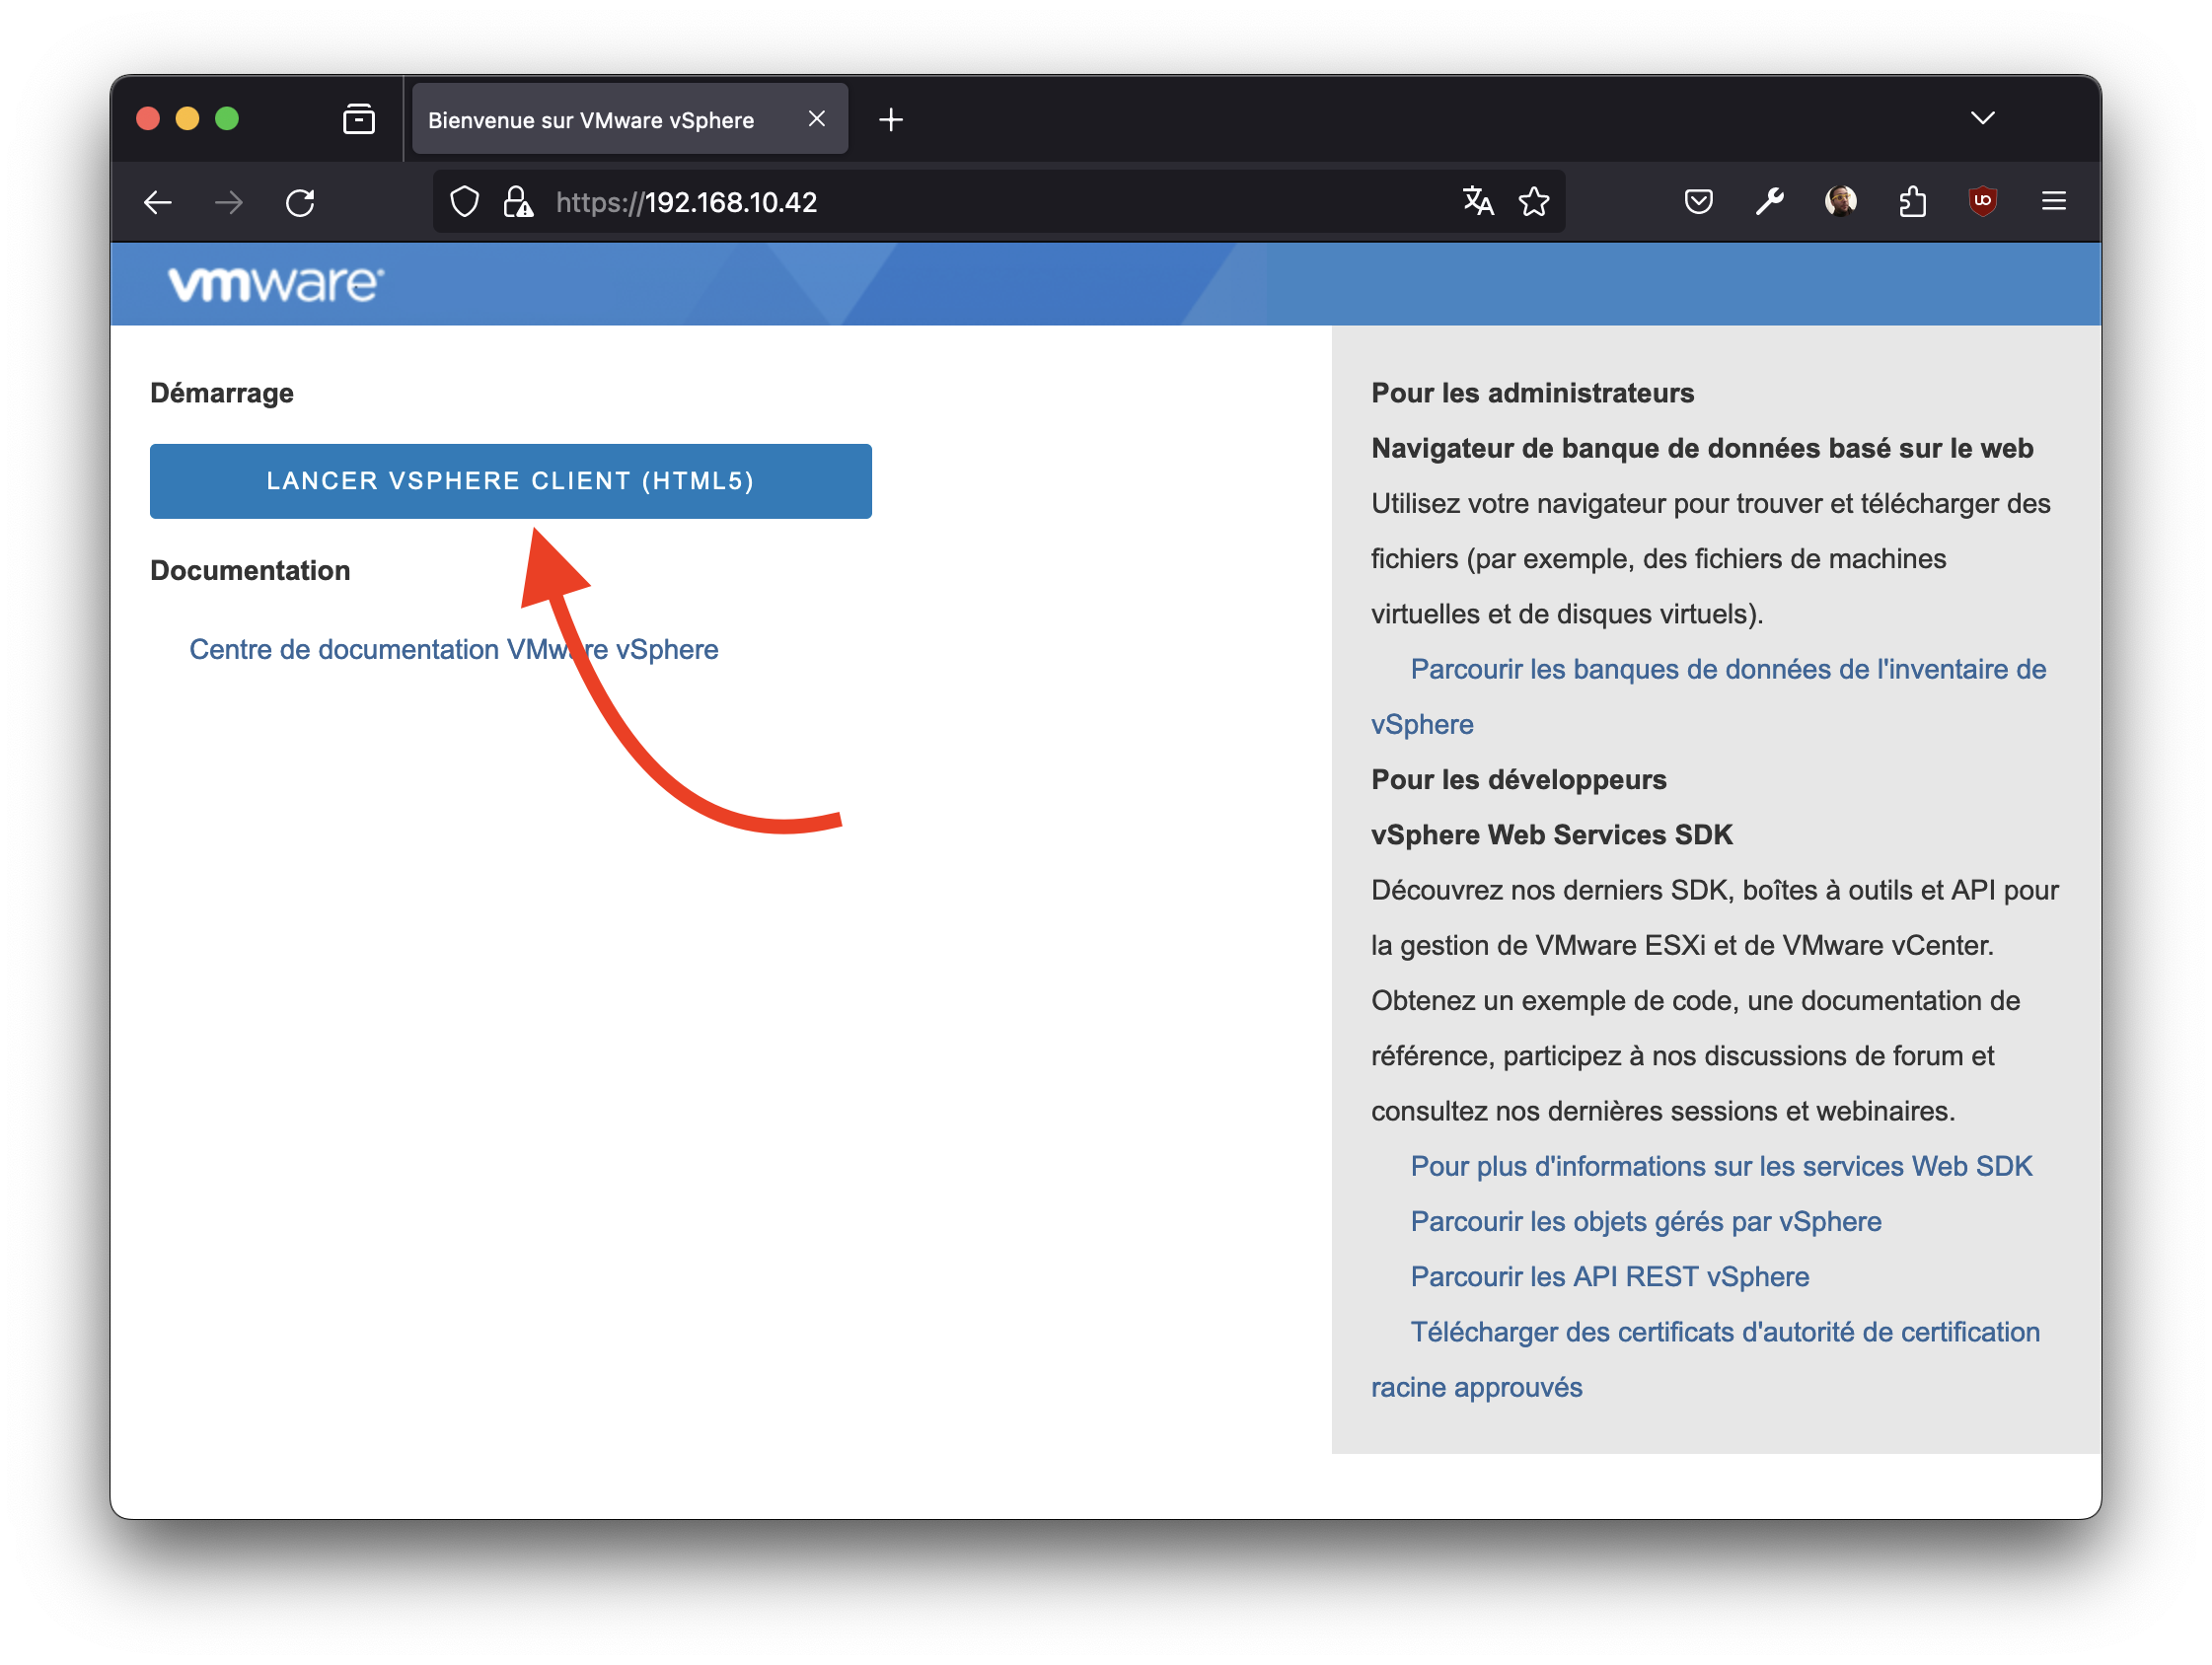 Bienvenue sur VMware vSphere
https://192.168.10.42
vmware
Démarrage
LANCER VSPHERE CLIENT (HTML5)
Documentation
Centre de documentation VMware vSphere
Pour les administrateurs
Navigateur de banque de données basé sur le web
Utilisez votre navigateur pour trouver et télécharger des
fichiers (par exemple, des fichiers de machines
virtuelles et de disques virtuels).
Parcourir les banques de données de l'inventaire de
vSphere
Pour les développeurs
vSphere Web Services SDK
Découvrez nos derniers SDK, boîtes à outils et API pour
la gestion de VMware ESXi et de VMware vCenter.
Obtenez un exemple de code, une documentation de
référence, participez à nos discussions de forum et
consultez nos dernières sessions et webinaires.
Pour plus d'informations sur les services Web SDK
Parcourir les objets gérés par vSphere
Parcourir les API REST vSphere
Télécharger des certificats d'autorité de certification
racine approuvés